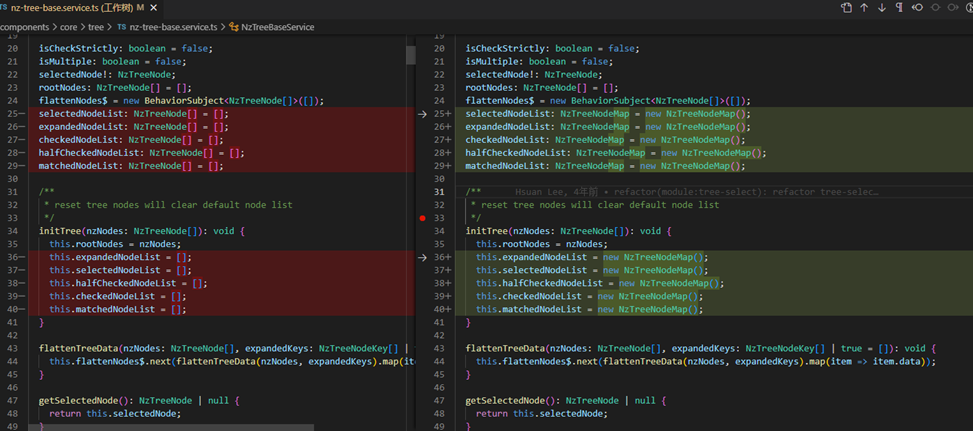 TS nz-tree-base.service.ts (工作树) M ×
components > core > tree > TS nz-tree-base.service.ts > NzTreeBaseService
19
20 isCheckStrictly: boolean = false;
21 isMultiple: boolean = false;
22 selectedNode!: NzTreeNode;
23 rootNodes: NzTreeNode[] = [];
24 flattenNodes$ = new BehaviorSubject<NzTreeNode[]>([]);
25− selectedNodeList: NzTreeNode[] = [];
26− expandedNodeList: NzTreeNode[] = [];
27− checkedNodeList: NzTreeNode[] = [];
28− halfCheckedNodeList: NzTreeNode[] = [];
29− matchedNodeList: NzTreeNode[] = [];
30
31 /**
32 * reset tree nodes will clear default node list
33 */
34 initTree(nzNodes: NzTreeNode[]): void {
35 this.rootNodes = nzNodes;
36− this.expandedNodeList = [];
37− this.selectedNodeList = [];
38− this.halfCheckedNodeList = [];
39− this.checkedNodeList = [];
40− this.matchedNodeList = [];
41 }
42
43 flattenTreeData(nzNodes: NzTreeNode[], expandedKeys: NzTreeNodeKey[] |
44 this.flattenNodes$.next(flattenTreeData(nzNodes, expandedKeys).map(ite
45 }
46
47 getSelectedNode(): NzTreeNode | null {
48 return this.selectedNode;
49 }
19
20 isCheckStrictly: boolean = false;
21 isMultiple: boolean = false;
22 selectedNode!: NzTreeNode;
23 rootNodes: NzTreeNode[] = [];
24 flattenNodes$ = new BehaviorSubject<NzTreeNode[]>([]);
25+ selectedNodeList: NzTreeNodeMap = new NzTreeNodeMap();
26+ expandedNodeList: NzTreeNodeMap = new NzTreeNodeMap();
27+ checkedNodeList: NzTreeNodeMap = new NzTreeNodeMap();
28+ halfCheckedNodeList: NzTreeNodeMap = new NzTreeNodeMap();
29+ matchedNodeList: NzTreeNodeMap = new NzTreeNodeMap();
30
31 /** Hsuan Lee, 4年前 • refactor(module:tree-select): refactor tree-selec…
32 * reset tree nodes will clear default node list
33 */
34 initTree(nzNodes: NzTreeNode[]): void {
35 this.rootNodes = nzNodes;
36+ this.expandedNodeList = new NzTreeNodeMap();
37+ this.selectedNodeList = new NzTreeNodeMap();
38+ this.halfCheckedNodeList = new NzTreeNodeMap();
39+ this.checkedNodeList = new NzTreeNodeMap();
40+ this.matchedNodeList = new NzTreeNodeMap();
41 }
42
43 flattenTreeData(nzNodes: NzTreeNode[], expandedKeys: NzTreeNodeKey[] | true = []): void {
44 this.flattenNodes$.next(flattenTreeData(nzNodes, expandedKeys).map(item => item.data));
45 }
46
47 getSelectedNode(): NzTreeNode | null {
48 return this.selectedNode;
49 }